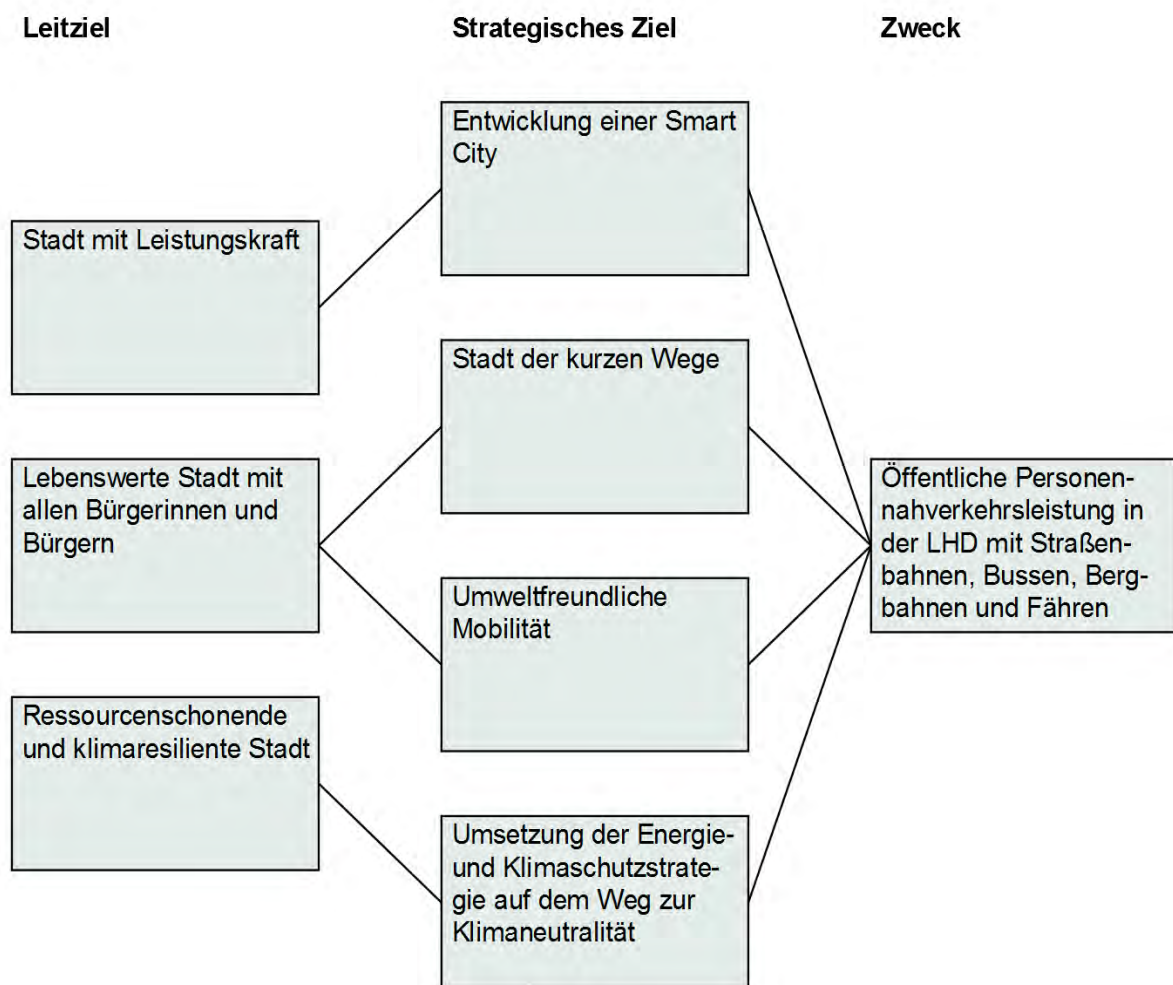 Leitziel
Strategisches Ziel
Zweck
Stadt mit Leistungskraft
Lebenswerte Stadt mit
allen Bürgerinnen und
Bürgern
Ressourcenschonende
und klimaresiliente Stadt
Entwicklung einer Smart
City
Stadt der kurzen Wege
Umweltfreundliche
Mobilität
Umsetzung der Energie-
und Klimaschutzstrate-
gie auf dem Weg zur
Klimaneutralität
Öffentliche Personen-
nahverkehrsleistung in
der LHD mit Straßen-
bahnen, Bussen, Berg-
bahnen und Fähren